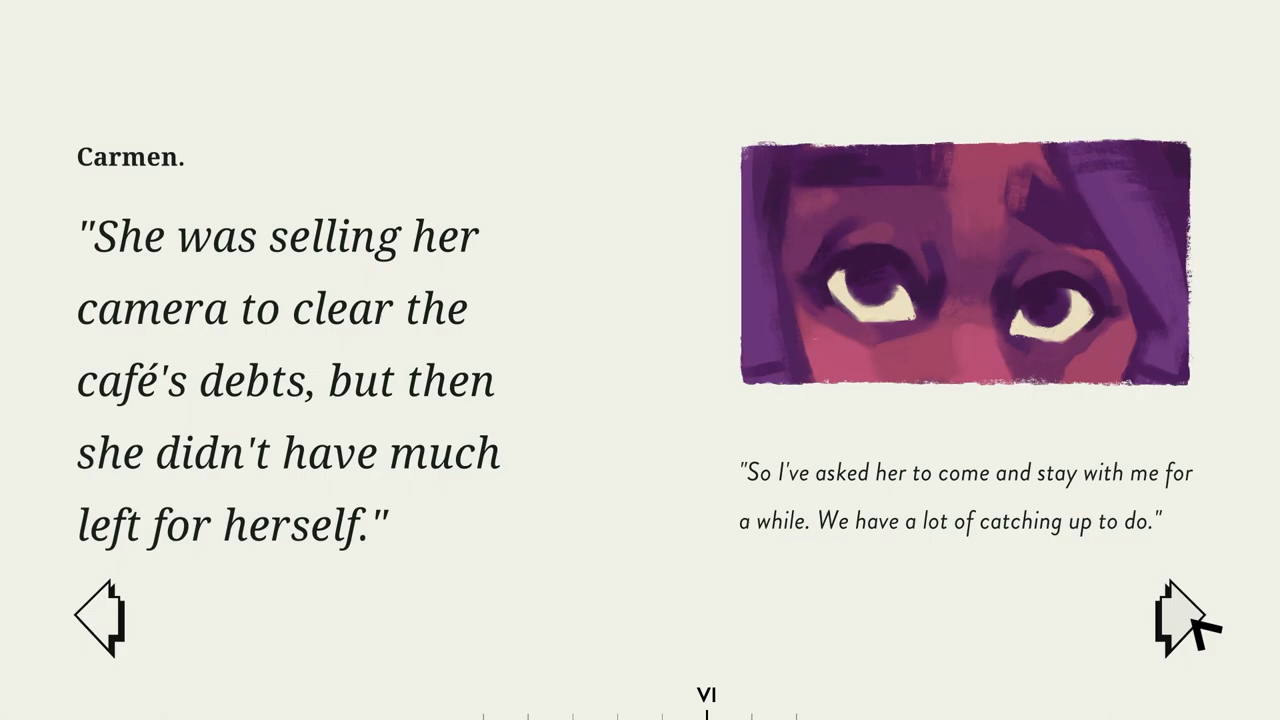 Carmen.
"She was selling her
camera to clear the
café's debts, but then
she didn't have much
left for herself."
"So I've asked her to come and stay with me for
a while. We have a lot of catching up to do."
VI